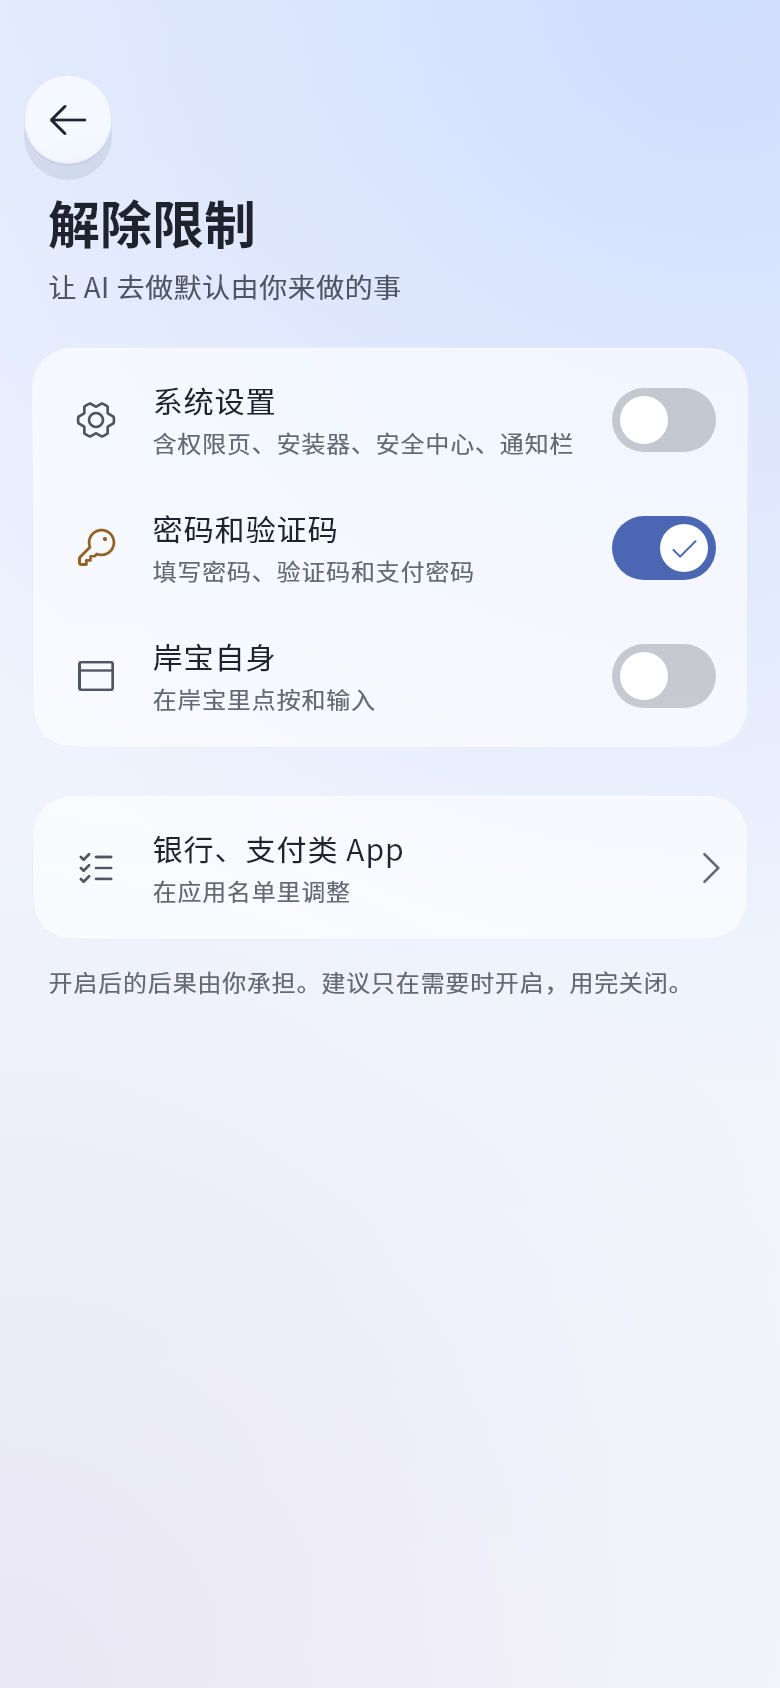 解除限制
让 AI 去做默认由你来做的事
系统设置
含权限页、安装器、安全中心、通知栏
密码和验证码
填写密码、验证码和支付密码
岸宝自身
在岸宝里点按和输入
银行、支付类 App
在应用名单里调整
开启后的后果由你承担。建议只在需要时开启，用完关闭。